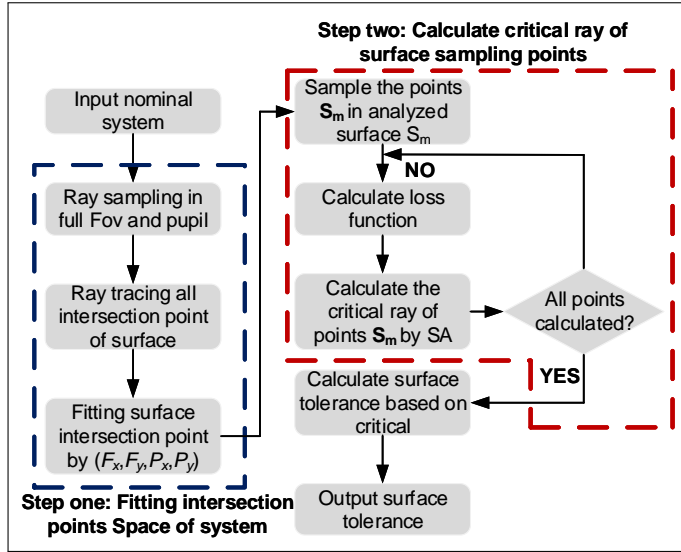 Step two: Calculate critical ray of
surface sampling points
Input nominal
system
Ray sampling in
full Fov and pupil
Ray tracing all
intersection point
of surface
Fitting surface
intersection point
by (Fx,Fy,Px,Py)
Step one: Fitting intersection
points Space of system
Sample the points
Sm in analyzed
surface Sm
NO
Calculate loss
function
Calculate the
critical ray of
points Sm by SA
All points
calculated?
YES
Calculate surface
tolerance based on
critical
Output surface
tolerance